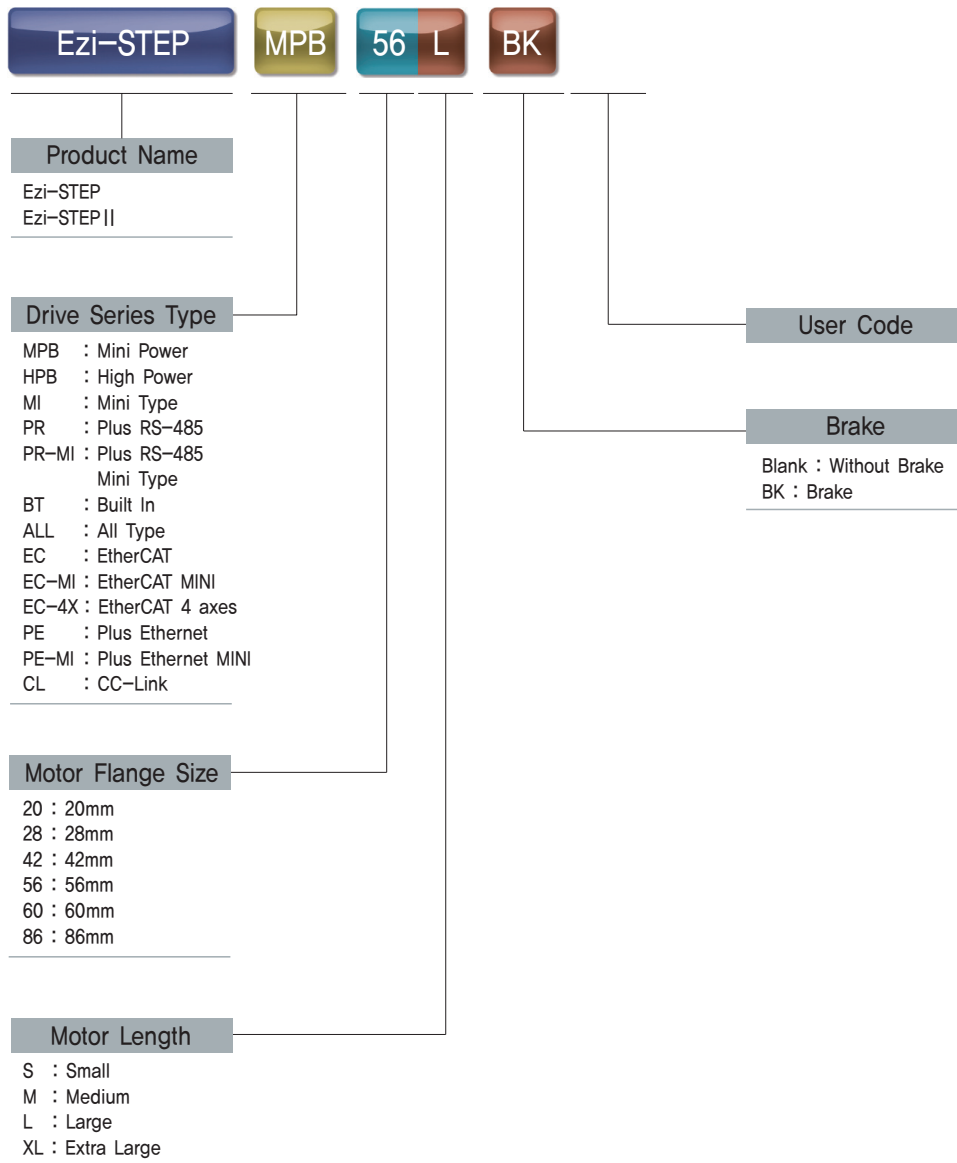 Ezi-STEP MPB 56 L BK
Product Name
Ezi-STEP
Ezi-STEPⅡ
Drive Series Type
MPB : Mini Power
HPB : High Power
MI : Mini Type
PR : Plus RS-485
PR-MI : Plus RS-485
Mini Type
BT : Built In
ALL : All Type
EC : EtherCAT
EC-MI : EtherCAT MINI
EC-4X : EtherCAT 4 axes
PE : Plus Ethernet
PE-MI : Plus Ethernet MINI
CL : CC-Link
Motor Flange Size
20 : 20mm
28 : 28mm
42 : 42mm
56 : 56mm
60 : 60mm
86 : 86mm
Motor Length
S : Small
M : Medium
L : Large
XL : Extra Large
User Code
Brake
Blank : Without Brake
BK : Brake